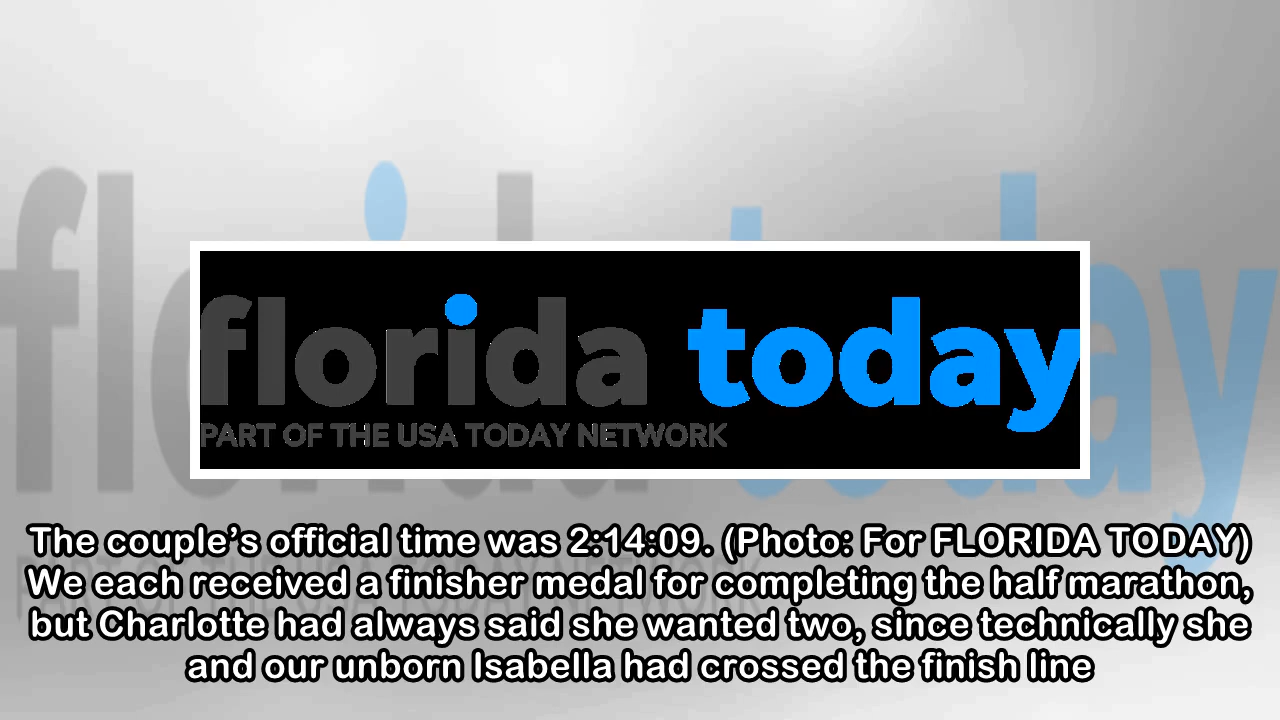 florida today
PART OF THE USA TODAY NETWORK
The couple’s official time was 2:14:09. (Photo: For FLORIDA TODAY)
We each received a finisher medal for completing the half marathon,
but Charlotte had always said she wanted two, since technically she
and our unborn Isabella had crossed the finish line